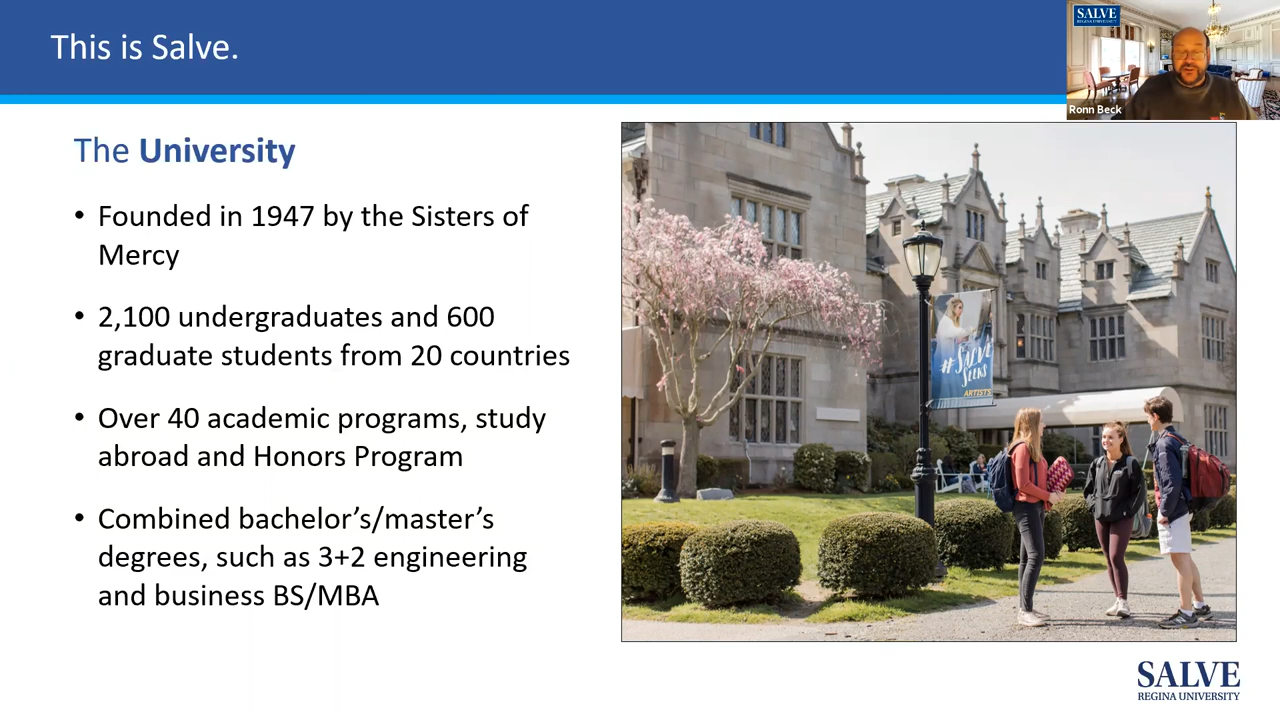 This is Salve.
SALVE
REGINA UNIVERSITY
Ronn Beck
The University
• Founded in 1947 by the Sisters of
Mercy
• 2,100 undergraduates and 600
graduate students from 20 countries
• Over 40 academic programs, study
abroad and Honors Program
• Combined bachelor’s/master’s
degrees, such as 3+2 engineering
and business BS/MBA
#SALVE
SEEKS
ARTISTS
SALVE
REGINA UNIVERSITY